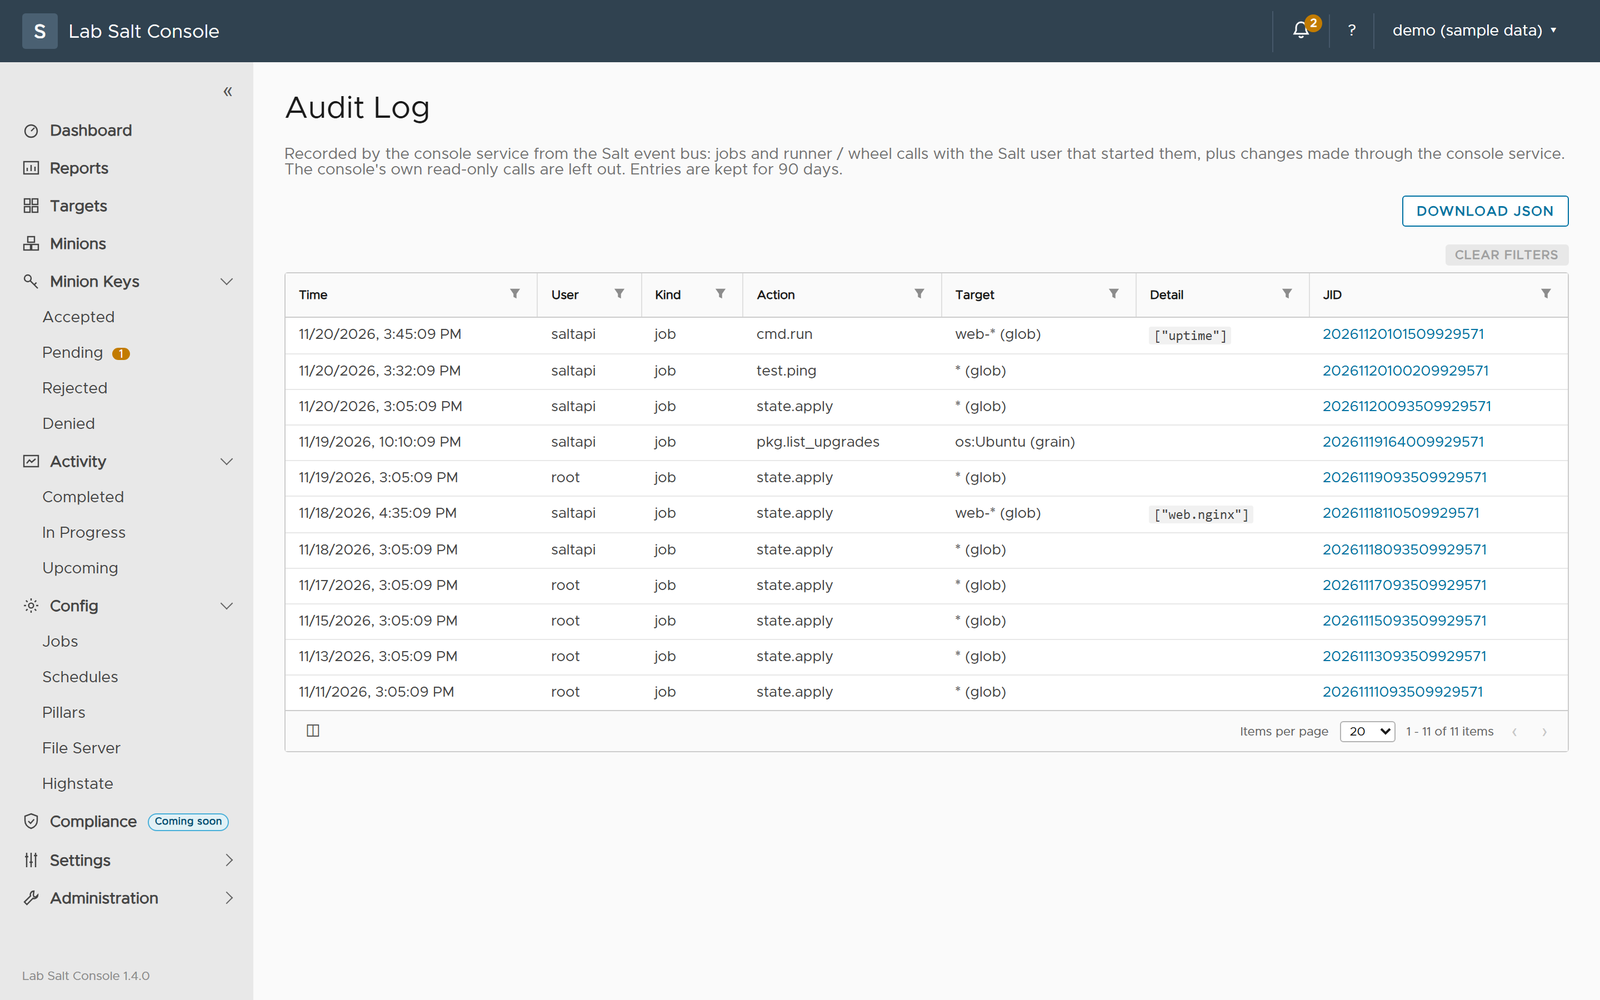 S Lab Salt Console
2
? demo (sample data)
Dashboard
Reports
Targets
Minions
Minion Keys
Accepted
Pending 1
Rejected
Denied
Activity
Completed
In Progress
Upcoming
Config
Jobs
Schedules
Pillars
File Server
Highstate
Compliance Coming soon
Settings
Administration
Lab Salt Console 1.4.0
Audit Log
Recorded by the console service from the Salt event bus: jobs and runner / wheel calls with the Salt user that started them, plus changes made through the console service.
The console's own read-only calls are left out. Entries are kept for 90 days.
DOWNLOAD JSON
CLEAR FILTERS
Time User Kind Action Target Detail JID
11/20/2026, 3:45:09 PM saltapi job cmd.run web-* (glob) ["uptime"] 20261120101509929571
11/20/2026, 3:32:09 PM saltapi job test.ping * (glob) 20261120100209929571
11/20/2026, 3:05:09 PM saltapi job state.apply * (glob) 20261120093509929571
11/19/2026, 10:10:09 PM saltapi job pkg.list_upgrades os:Ubuntu (grain) 20261119164009929571
11/19/2026, 3:05:09 PM root job state.apply * (glob) 20261119093509929571
11/18/2026, 4:35:09 PM saltapi job state.apply web-* (glob) ["web.nginx"] 20261118110509929571
11/18/2026, 3:05:09 PM saltapi job state.apply * (glob) 20261118093509929571
11/17/2026, 3:05:09 PM root job state.apply * (glob) 20261117093509929571
11/15/2026, 3:05:09 PM root job state.apply * (glob) 20261115093509929571
11/13/2026, 3:05:09 PM root job state.apply * (glob) 20261113093509929571
11/11/2026, 3:05:09 PM root job state.apply * (glob) 20261111093509929571
Items per page 20 1 - 11 of 11 items